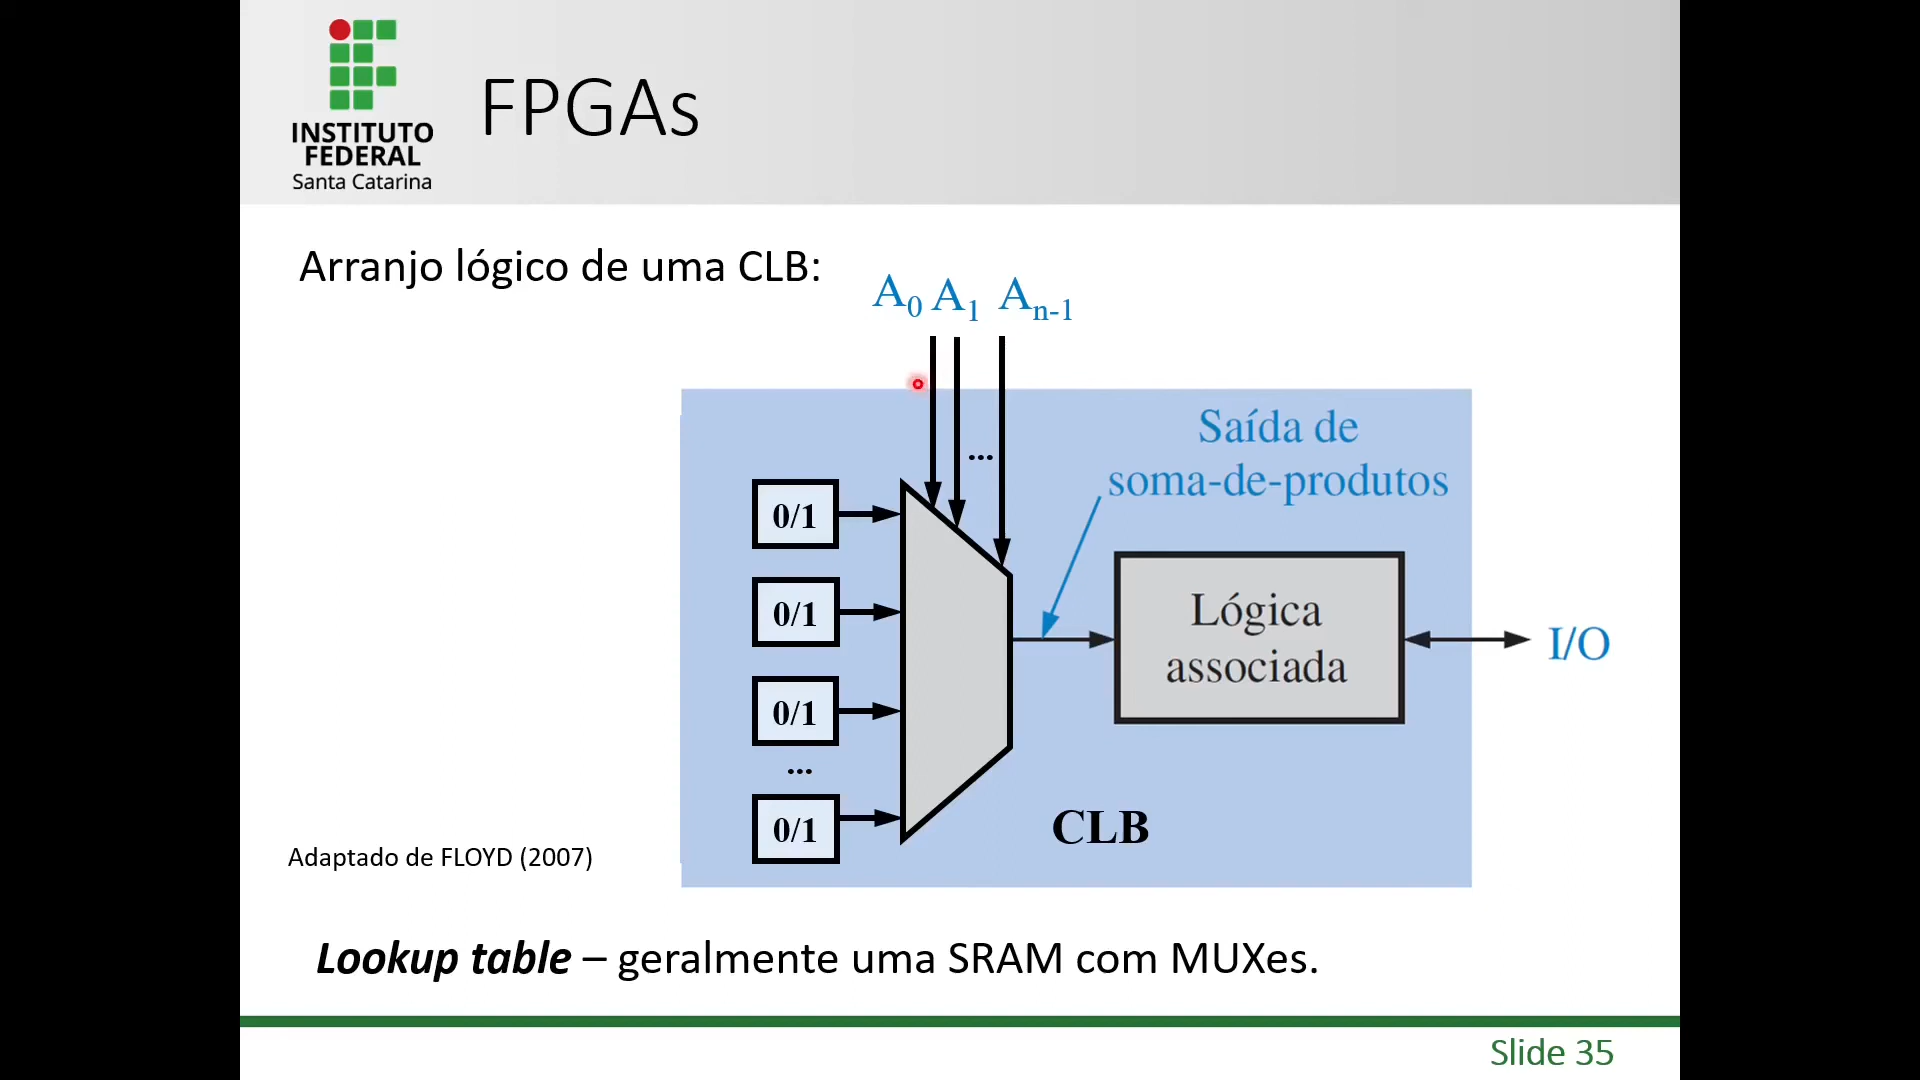 INSTITUTO
FEDERAL
Santa Catarina
FPGAs
Arranjo lógico de uma CLB:
A0 A1 An-1
...
Saída de
soma-de-produtos
0/1
0/1
0/1
...
0/1
Lógica
associada
I/O
CLB
Adaptado de FLOYD (2007)
Lookup table – geralmente uma SRAM com MUXes.
Slide 35